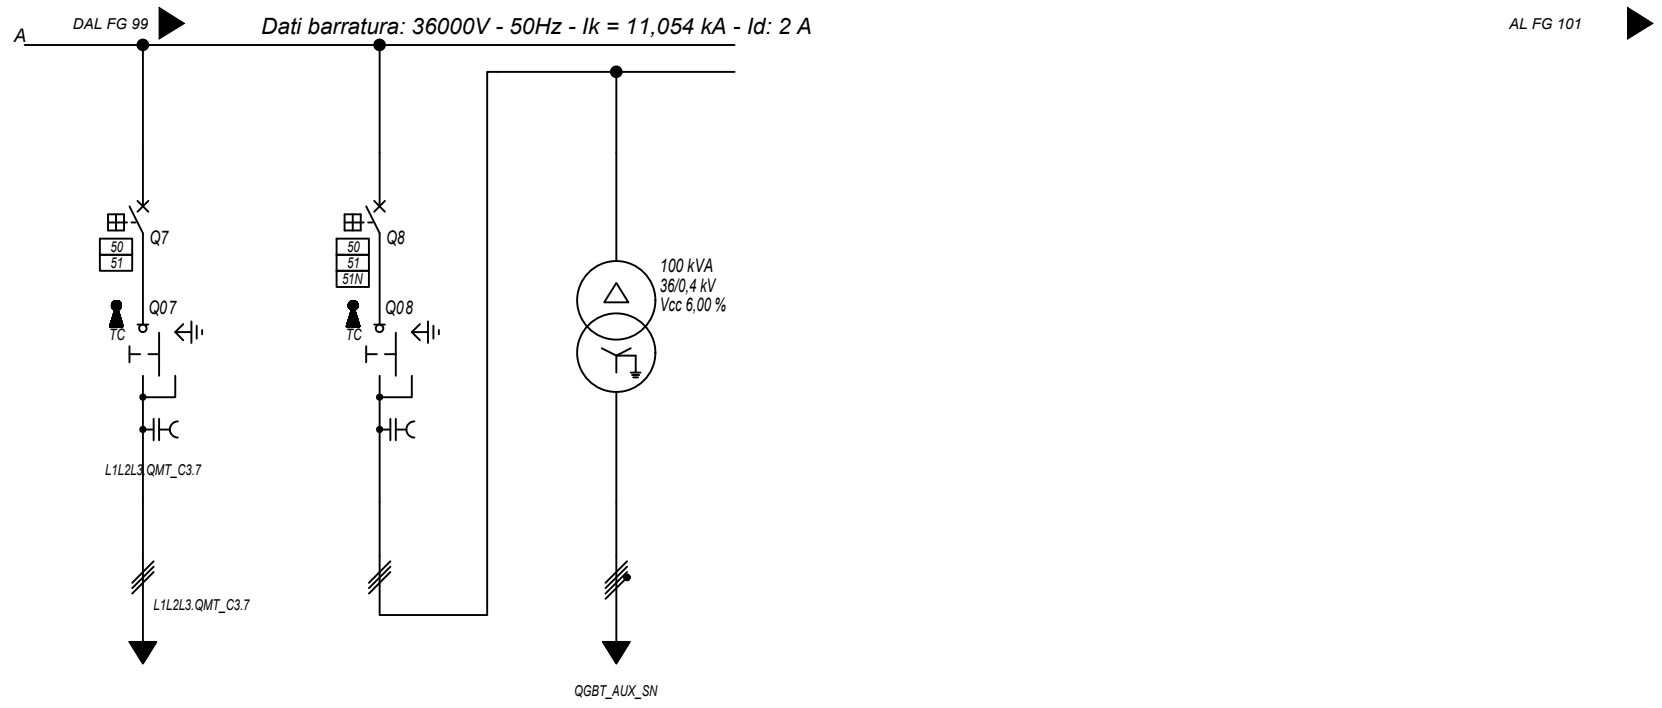 DAL FG 99
Dati barratura: 36000V - 50Hz - Ik = 11,054 kA - Id: 2 A
AL FG 101
A
Q7
50
51
Q07
TC
L1L2L3.QMT_C3.7
L1L2L3.QMT_C3.7
Q8
50
51
51N
Q08
TC
100 kVA
36/0,4 kV
Vcc 6,00 %
QGBT_AUX_SN